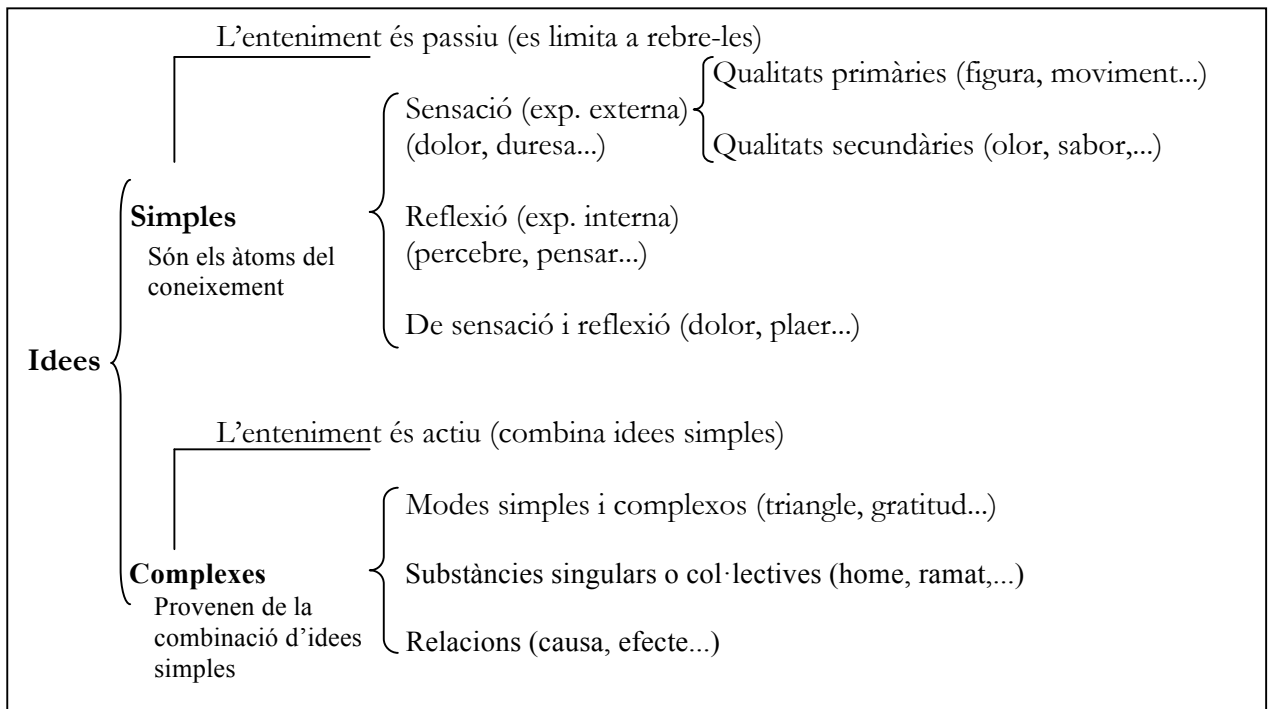 L’enteniment és passiu (es limita a rebre-les)
Qualitats primàries (figura, moviment...)
Sensació (exp. externa)
(dolor, duresa...)
Qualitats secundàries (olor, sabor,...)
Simples
Són els àtoms del
coneixement
Reflexió (exp. interna)
(percebre, pensar...)
De sensació i reflexió (dolor, plaer...)
Idees
L’enteniment és actiu (combina idees simples)
Modes simples i complexos (triangle, gratitud...)
Complexes
Provenen de la
combinació d’idees
simples
Substàncies singulars o col·lectives (home, ramat,...)
Relacions (causa, efecte...)